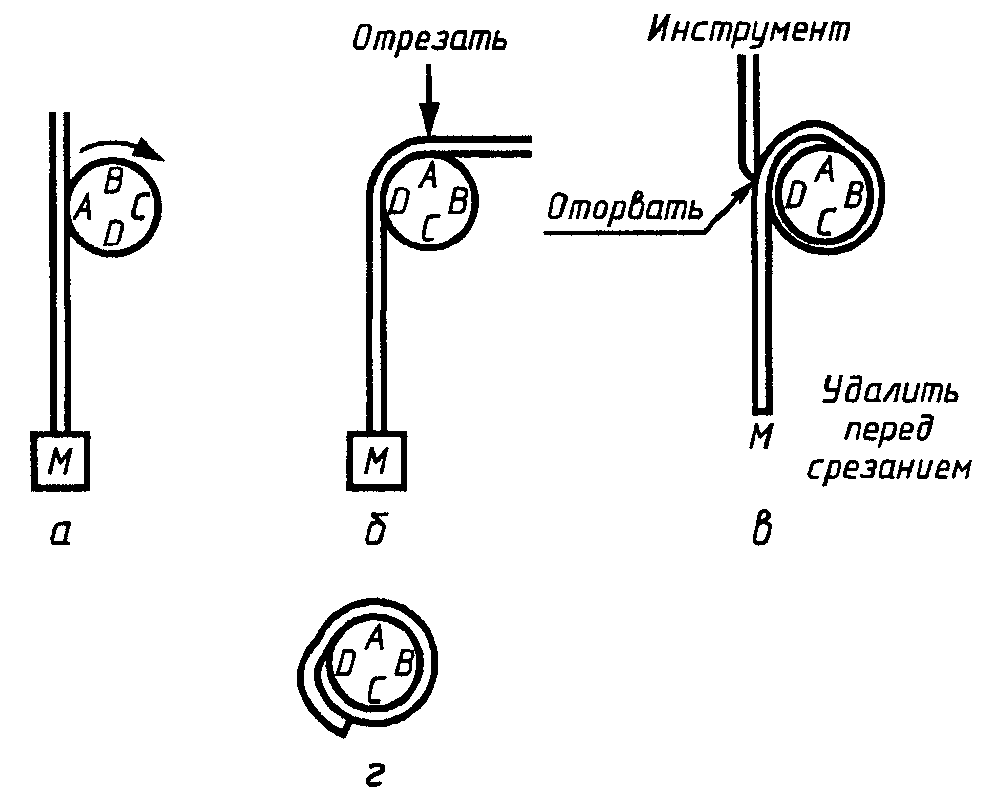 Отрезать
Инструмент
B
A C
D
A
D B
C
Оторвать
A
D B
C
Удалить
перед
срезанием
M
M
M
а
б
в
A
D B
C
г